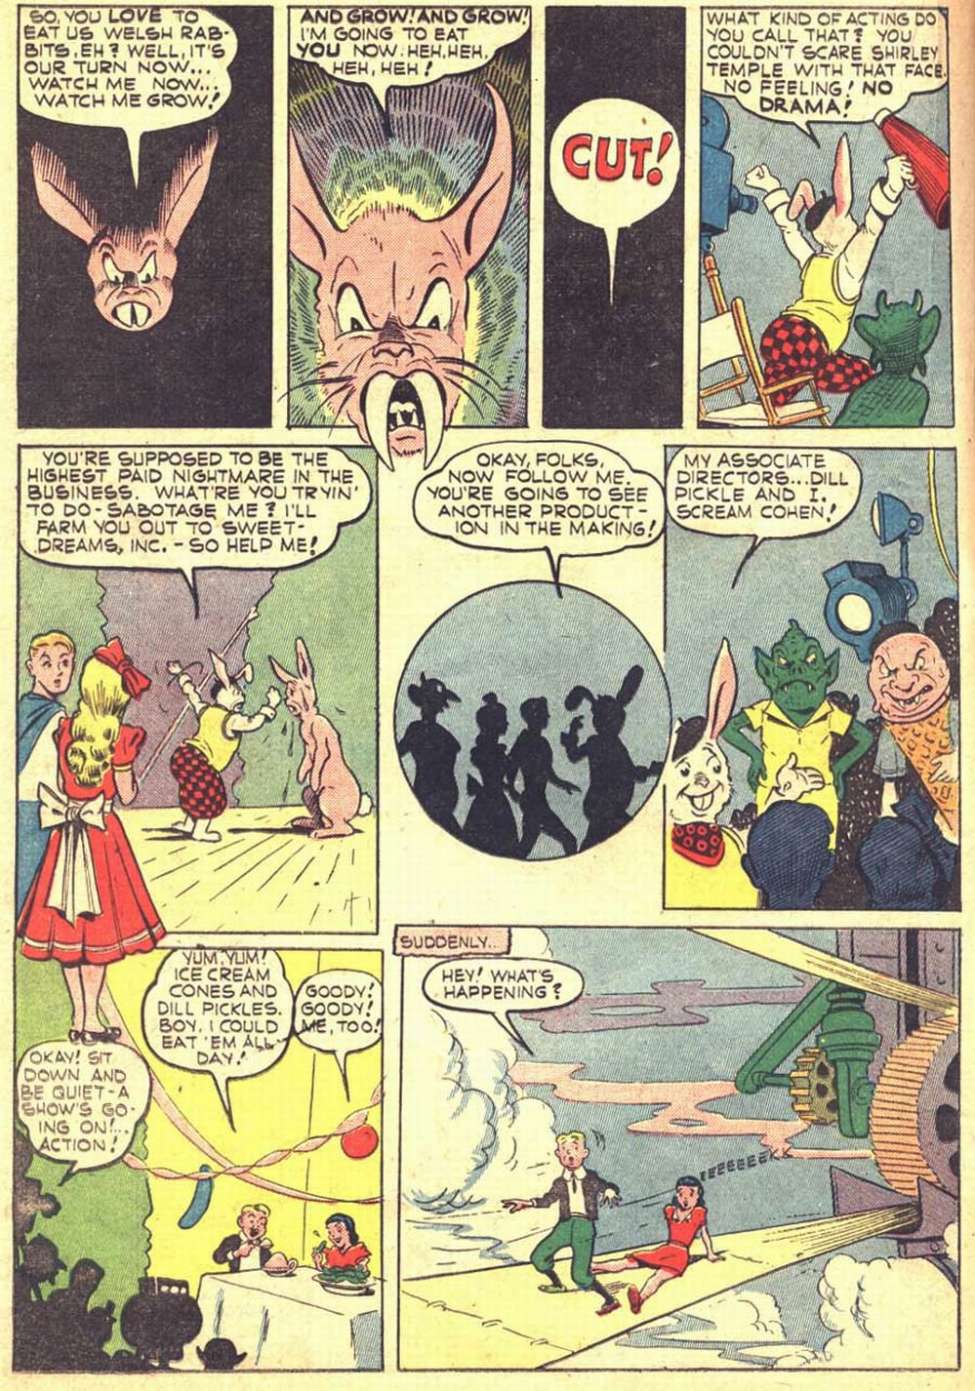 SO, YOU LOVE TO
EAT US WELSH RAB-
BITS, EH? WELL, IT'S
OUR TURN NOW...
WATCH ME NOW...
WATCH ME GROW!
AND GROW! AND GROW!
I'M GOING TO EAT
YOU NOW. HEH, HEH,
HEH, HEH!
CUT!
WHAT KIND OF ACTING DO
YOU CALL THAT? YOU
COULDN'T SCARE SHIRLEY
TEMPLE WITH THAT FACE.
NO FEELING! NO
DRAMA!
YOU'RE SUPPOSED TO BE THE
HIGHEST PAID NIGHTMARE IN THE
BUSINESS. WHAT'RE YOU TRYIN'
TO DO - SABOTAGE ME? I'LL
FARM YOU OUT TO SWEET-
DREAMS, INC. - SO HELP ME!
OKAY, FOLKS,
NOW FOLLOW ME.
YOU'RE GOING TO SEE
ANOTHER PRODUCT-
ION IN THE MAKING!
MY ASSOCIATE
DIRECTORS... DILL
PICKLE AND I.
SCREAM COHEN!
OKAY! SIT
DOWN AND
BE QUIET - A
SHOW'S GO-
ING ON!...
ACTION!
YUM, YUM!
ICE CREAM
CONES AND
DILL PICKLES.
BOY, I COULD
EAT 'EM ALL
DAY!
GOODY!
GOODY!
ME, TOO!
SUDDENLY...
HEY! WHAT'S
HAPPENING?
EEEEEEEK